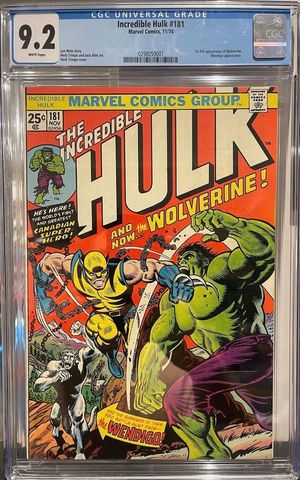 CGC UNIVERSAL GRADE
9.2
WHITE Pages
Incredible Hulk #181
Marvel Comics, 11/74
Len Wein story
Herb Trimpe and Jack Abel art
Herb Trimpe cover
0298059001
1st full appearance of Wolverine.
Wendigo appearance.
CGC
INCREDIBLE HULK
MARVEL COMICS GROUP
25¢
181
NOV
02456
THE INCREDIBLE
HULK
AND NOW... THE WOLVERINE!
HE'S HERE!
THE WORLD'S FIRST
AND GREATEST
CANADIAN
SUPER
HERO!
THE WENDIGO!